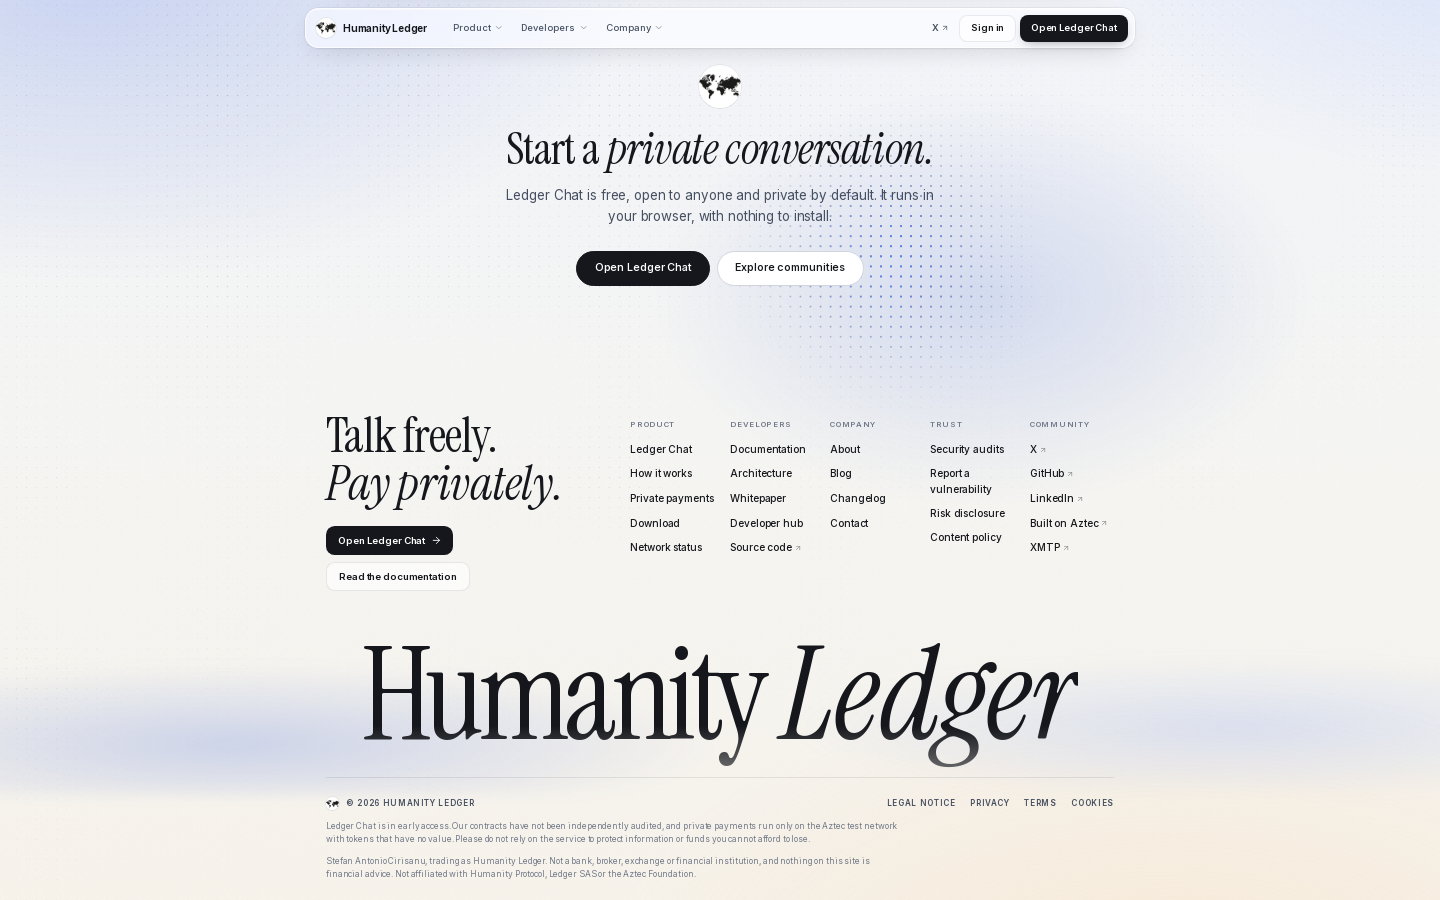 Humanity Ledger
Product
Developers
Company
X
Sign in
Open Ledger Chat
Start a private conversation.
Ledger Chat is free, open to anyone and private by default. It runs in
your browser, with nothing to install.
Open Ledger Chat
Explore communities
Talk freely.
Pay privately.
Open Ledger Chat
Read the documentation
PRODUCT
Ledger Chat
How it works
Private payments
Download
Network status
DEVELOPERS
Documentation
Architecture
Whitepaper
Developer hub
Source code
COMPANY
About
Blog
Changelog
Contact
TRUST
Security audits
Report a
vulnerability
Risk disclosure
Content policy
COMMUNITY
X
GitHub
LinkedIn
Built on Aztec
XMTP
Humanity Ledger
© 2026 HUMANITY LEDGER
LEGAL NOTICE
PRIVACY
TERMS
COOKIES
Ledger Chat is in early access. Our contracts have not been independently audited, and private payments run only on the Aztec test network
with tokens that have no value. Please do not rely on the service to protect information or funds you cannot afford to lose.
Stefan Antonio Cirisanu, trading as Humanity Ledger. Not a bank, broker, exchange or financial institution, and nothing on this site is
financial advice. Not affiliated with Humanity Protocol, Ledger SAS or the Aztec Foundation.